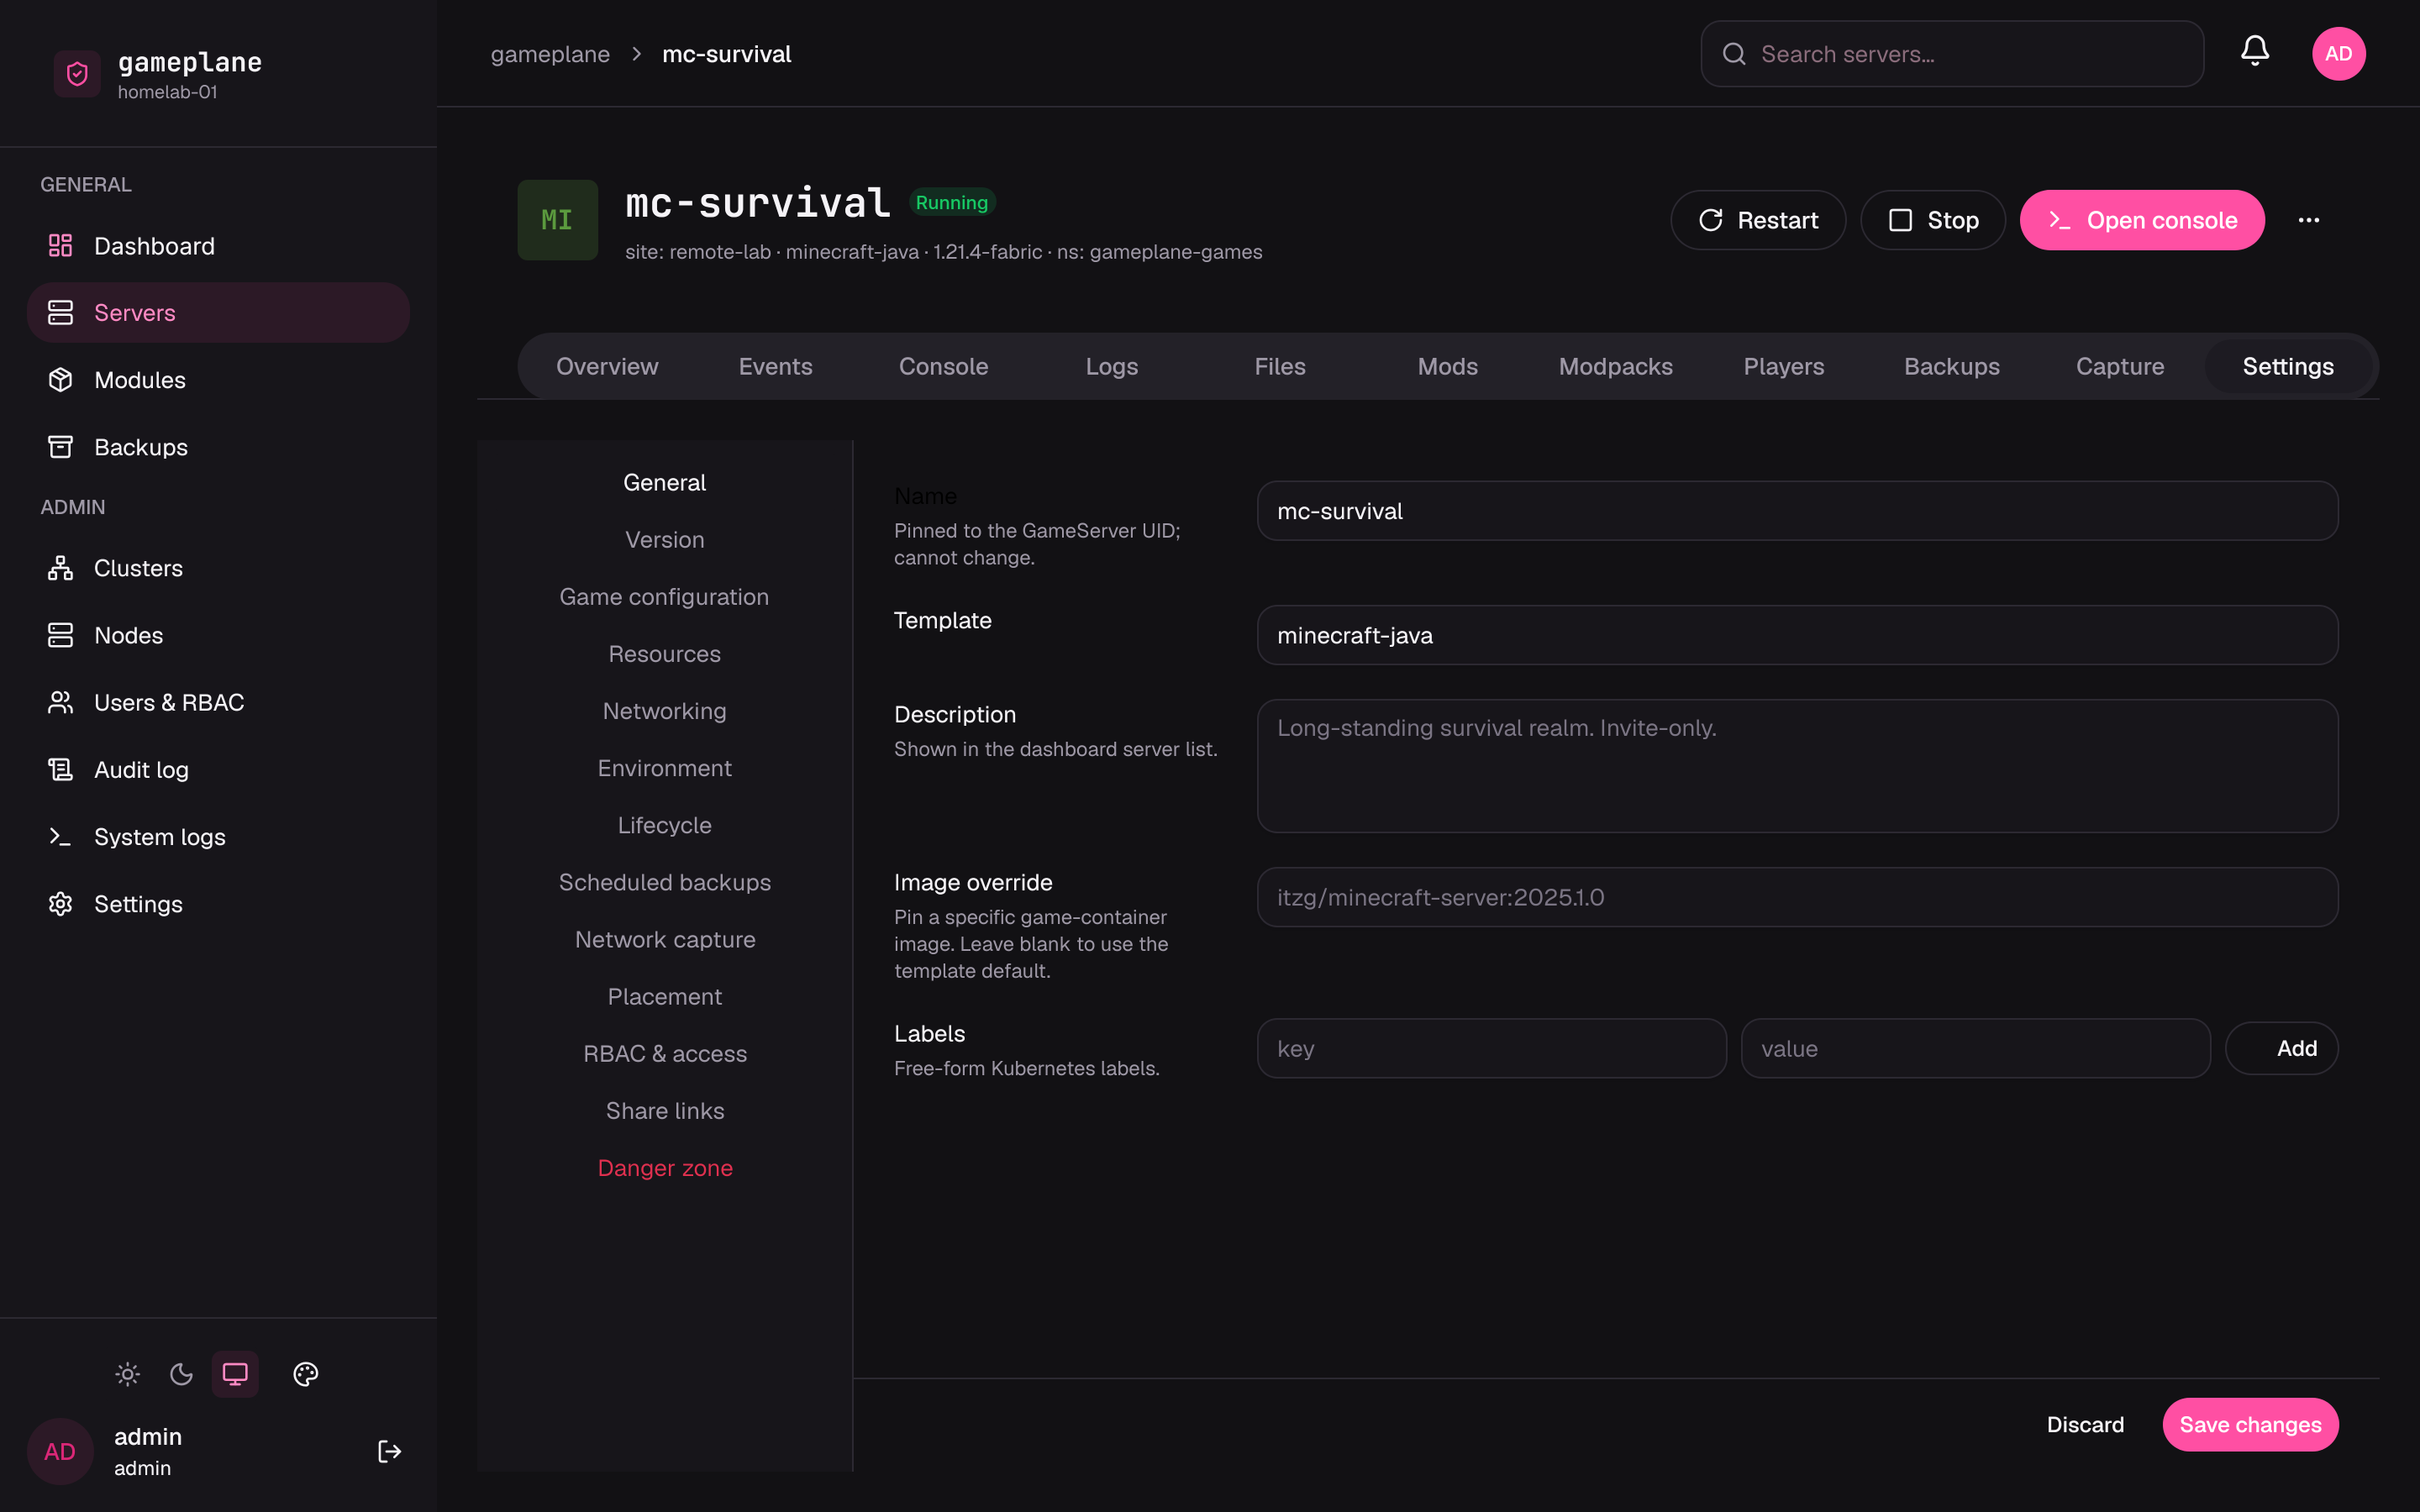 gameplane
homelab-01
GENERAL
Dashboard
Servers
Modules
Backups
ADMIN
Clusters
Nodes
Users & RBAC
Audit log
System logs
Settings
AD
admin
admin
gameplane > mc-survival
Search servers...
AD
MI
mc-survival
Running
site: remote-lab · minecraft-java · 1.21.4-fabric · ns: gameplane-games
Restart
Stop
Open console
Overview
Events
Console
Logs
Files
Mods
Modpacks
Players
Backups
Capture
Settings
General
Version
Game configuration
Resources
Networking
Environment
Lifecycle
Scheduled backups
Network capture
Placement
RBAC & access
Share links
Danger zone
Name
Pinned to the GameServer UID;
cannot change.
mc-survival
Template
minecraft-java
Description
Shown in the dashboard server list.
Long-standing survival realm. Invite-only.
Image override
Pin a specific game-container
image. Leave blank to use the
template default.
itzg/minecraft-server:2025.1.0
Labels
Free-form Kubernetes labels.
key
value
Add
Discard
Save changes